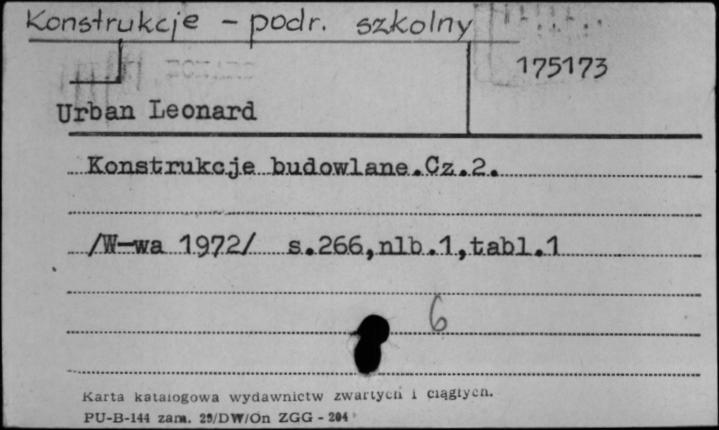 Konstrukcje - podr. szkolny
175173
Urban Leonard
Konstrukcje budowlane.Cz.2.
/W-wa 1972/ s.266,nlb.1,tabl.1
6
Karta katalogowa wydawnictw zwartych i ciągłych.
PU-B-144 zam. 29/DW/On ZGG - 204